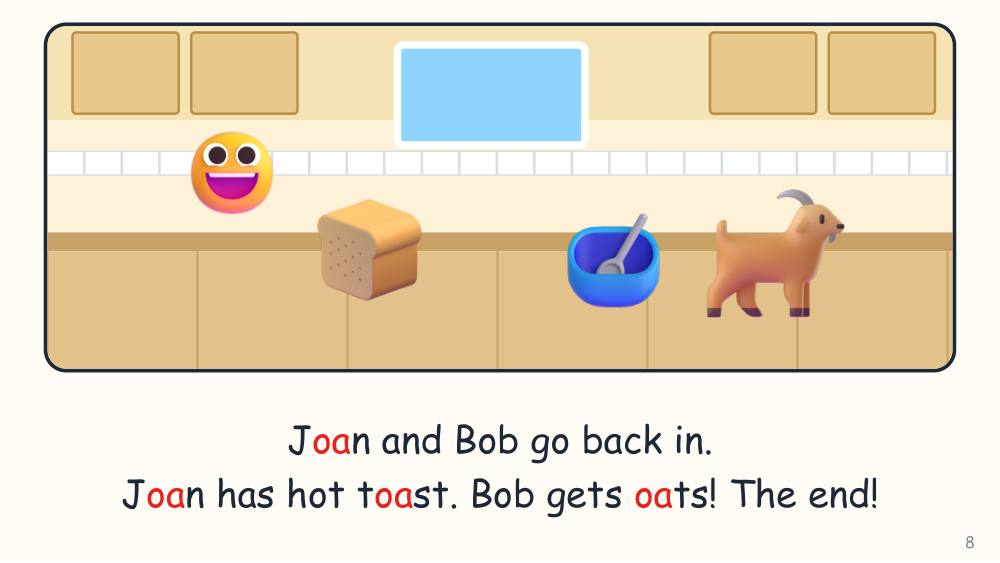 Joan and Bob go back in.
Joan has hot toast. Bob gets oats! The end!
8